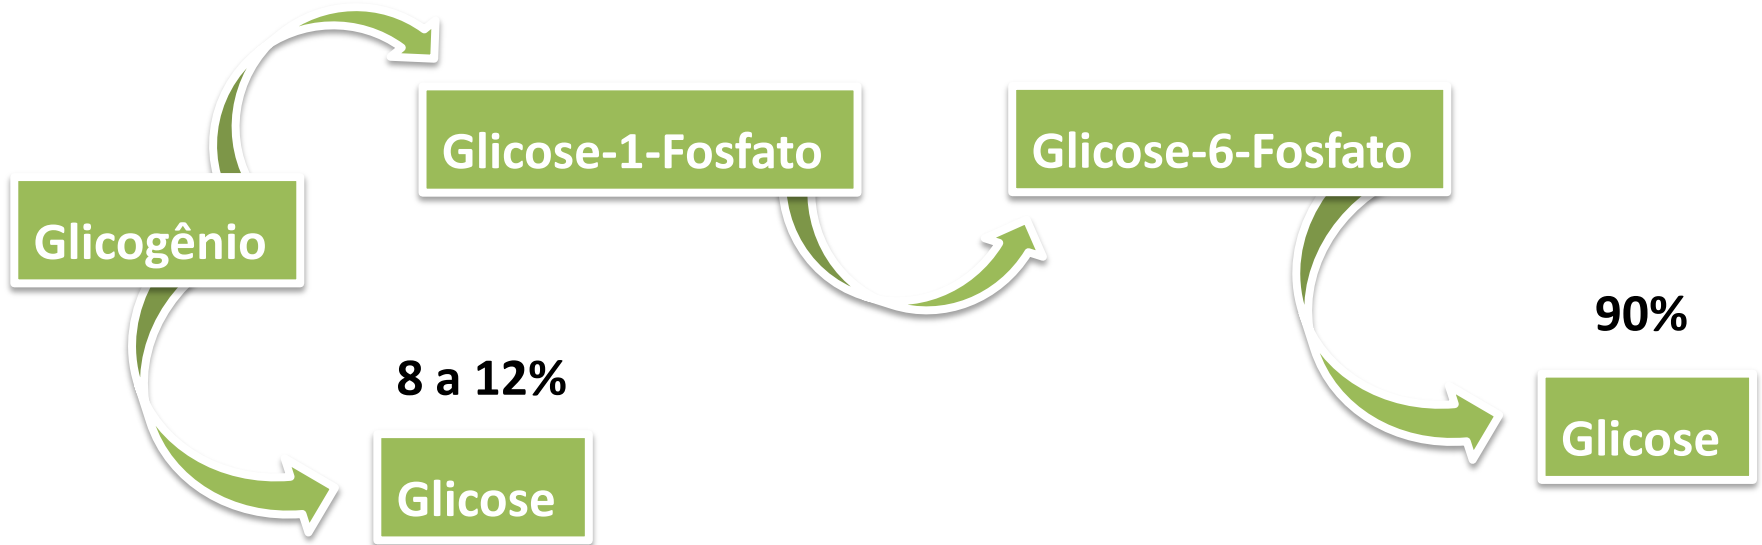 Glicose-1-Fosfato
Glicose-6-Fosfato
Glicogênio
90%
8 a 12%
Glicose
Glicose